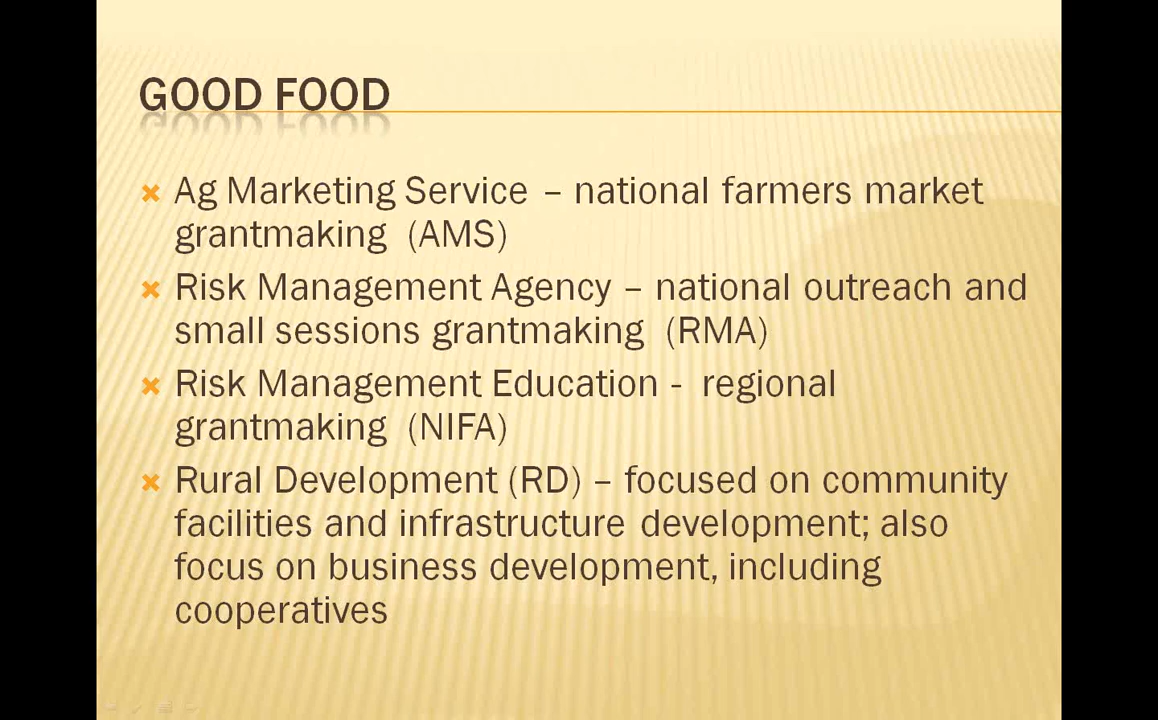 GOOD FOOD
Ag Marketing Service – national farmers market
grantmaking (AMS)
Risk Management Agency – national outreach and
small sessions grantmaking (RMA)
Risk Management Education - regional
grantmaking (NIFA)
Rural Development (RD) – focused on community
facilities and infrastructure development; also
focus on business development, including
cooperatives